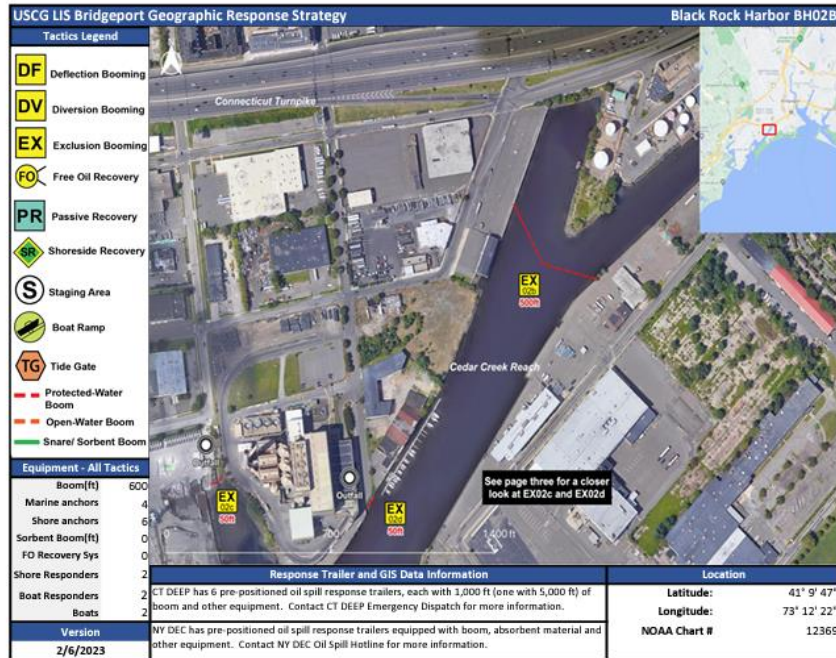 USCG LIS Bridgeport Geographic Response Strategy
Black Rock Harbor BH02B
Tactics Legend
DF Deflection Booming
DV Diversion Booming
EX Exclusion Booming
FO Free Oil Recovery
PR Passive Recovery
SR Shoreside Recovery
S Staging Area
Boat Ramp
TG Tide Gate
Protected-Water
Boom
Open-Water Boom
Snare/ Sorbent Boom
Equipment - All Tactics
Boom(ft) 600
Marine anchors 4
Shore anchors 6
Sorbent Boom(ft) 0
FO Recovery Sys 0
Shore Responders 2
Boat Responders 2
Boats 2
Version
2/6/2023
Connecticut Turnpike
EX
02b
500ft
Cedar Creek Reach
Outfall
EX
02c
50ft
Outfall
EX
02d
50ft
See page three for a closer
look at EX02c and EX02d
0 700 1400 ft
Response Trailer and GIS Data Information
CT DEEP has 6 pre-positioned oil spill response trailers, each with 1,000 ft (one with 5,000 ft) of
boom and other equipment. Contact CT DEEP Emergency Dispatch for more information.
NY DEC has pre-positioned oil spill response trailers equipped with boom, absorbent material and
other equipment. Contact NY DEC Oil Spill Hotline for more information.
Location
Latitude: 41° 9' 47"
Longitude: 73° 12' 22"
NOAA Chart # 12369